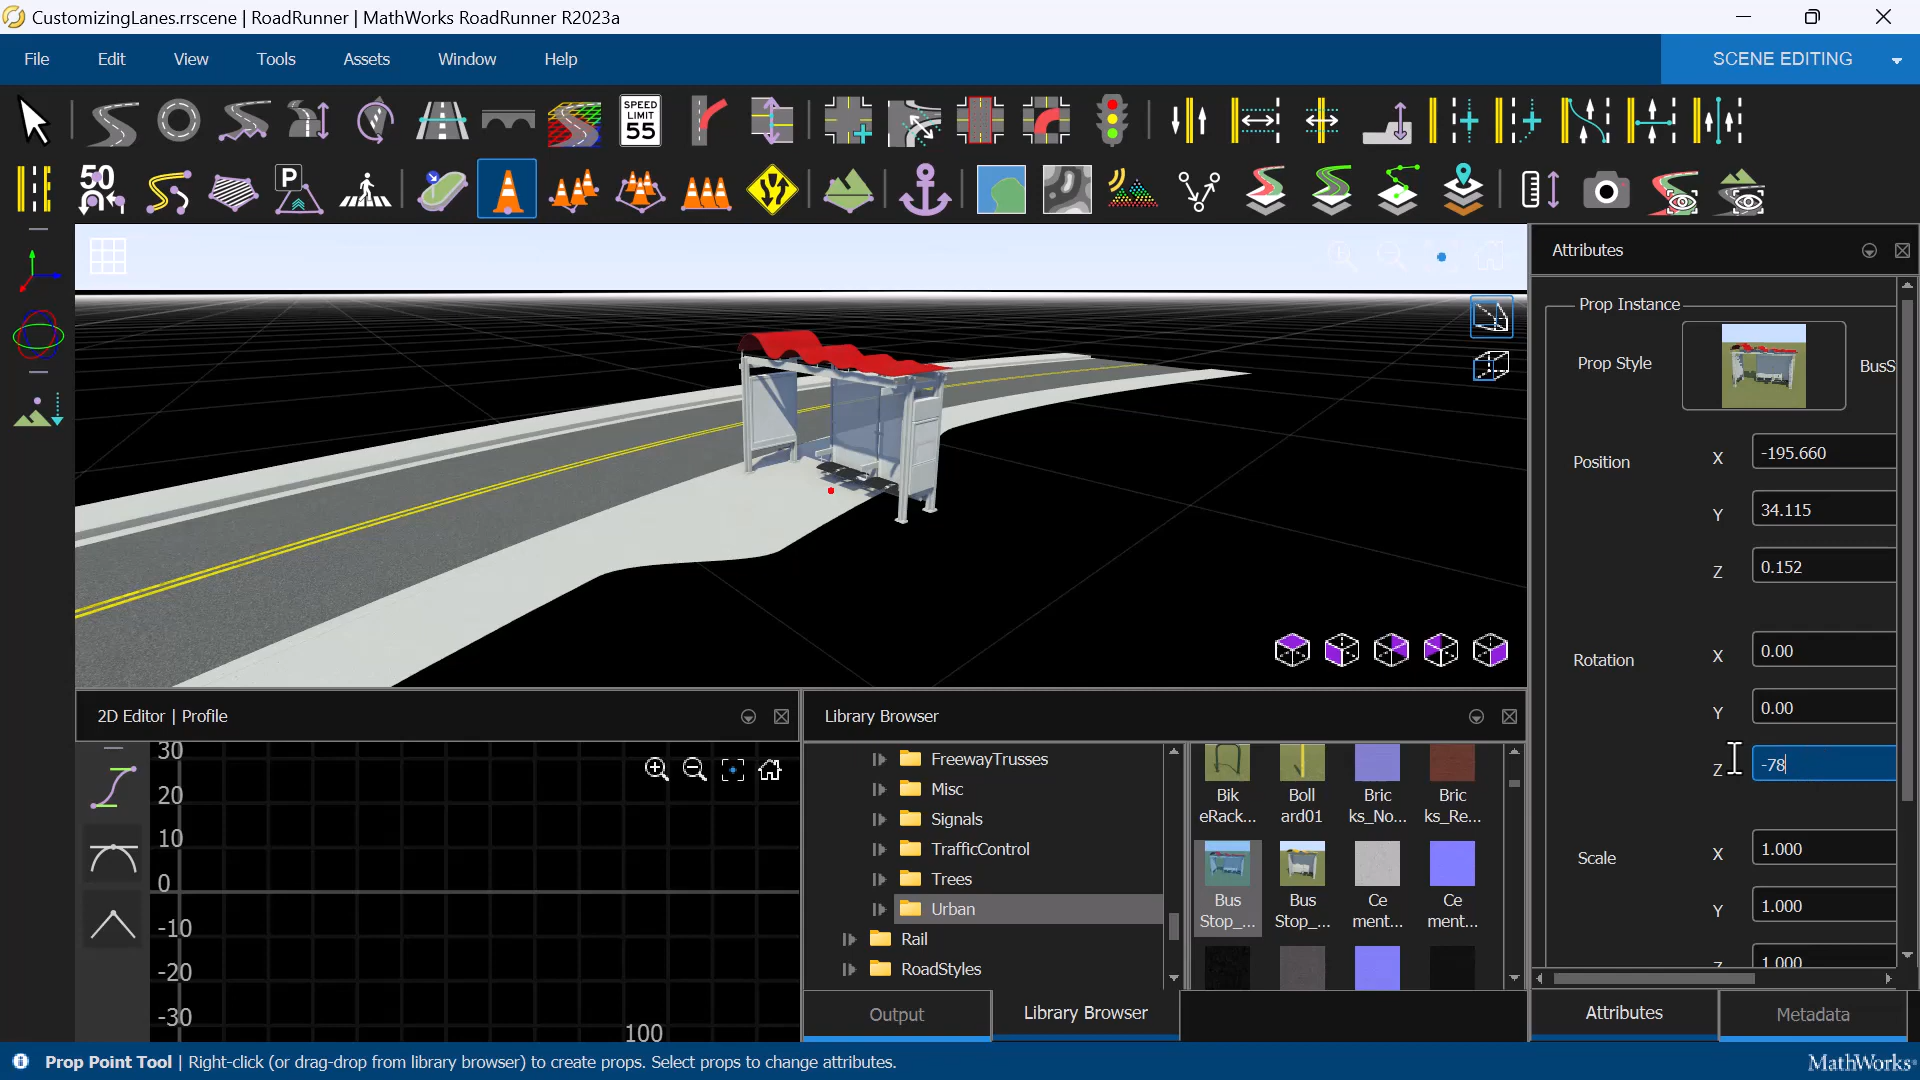 CustomizingLanes.rrscene | RoadRunner | MathWorks RoadRunner R2023a
File
Edit
View
Tools
Assets
Window
Help
SCENE EDITING
SPEED
LIMIT
55
50
P
Attributes
Prop Instance
Prop Style
BusS
Position
X
-195.660
Y
34.115
Z
0.152
Rotation
X
0.00
Y
0.00
Z
-78
Scale
X
1.000
Y
1.000
Z
1.000
Attributes
Metadata
2D Editor | Profile
30
20
10
0
-10
-20
-30
100
Library Browser
FreewayTrusses
Misc
Signals
TrafficControl
Trees
Urban
Rail
RoadStyles
Bik
eRack...
Boll
ard01
Bric
ks_No...
Bric
ks_Re...
Bus
Stop_...
Bus
Stop_...
Ce
ment...
Ce
ment...
Output
Library Browser
Prop Point Tool | Right-click (or drag-drop from library browser) to create props. Select props to change attributes.
MathWorks